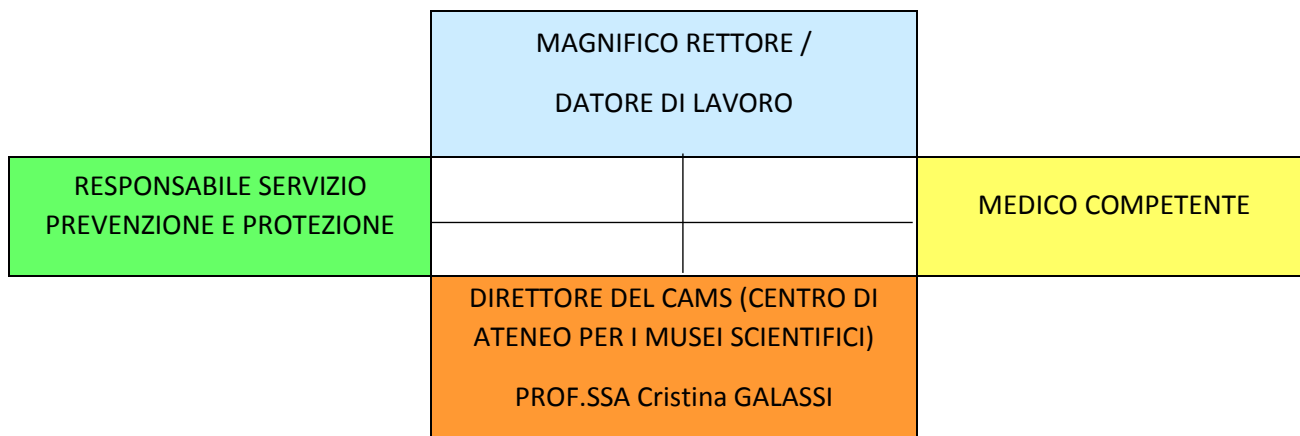 MAGNIFICO RETTORE /
DATORE DI LAVORO
RESPONSABILE SERVIZIO
PREVENZIONE E PROTEZIONE
MEDICO COMPETENTE
DIRETTORE DEL CAMS (CENTRO DI
ATENEO PER I MUSEI SCIENTIFICI)
PROF.SSA Cristina GALASSI